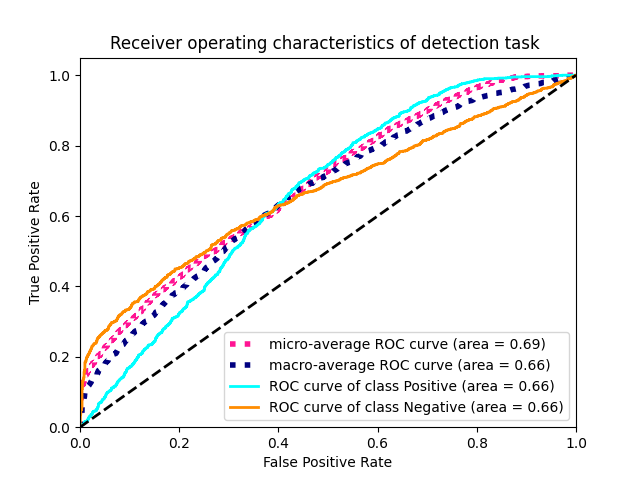 Receiver operating characteristics of detection task
True Positive Rate
1.0
0.8
0.6
0.4
0.2
0.0
micro-average ROC curve (area = 0.69)
macro-average ROC curve (area = 0.66)
ROC curve of class Positive (area = 0.66)
ROC curve of class Negative (area = 0.66)
0.0 0.2 0.4 0.6 0.8 1.0
False Positive Rate